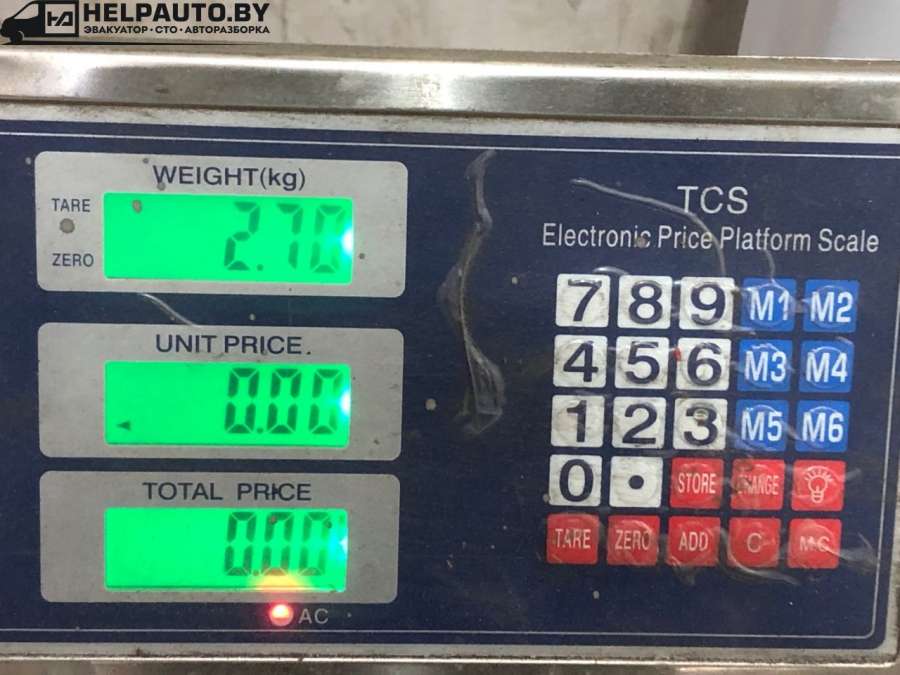 HELPAUTO.BY
ЭВАКУАТОР·СТО·АВТОРАЗБОРКА
WEIGHT(kg)
TARE
2.70
ZERO
UNIT PRICE.
0.00
TOTAL PRICE
0.00
AC
TCS
Electronic Price Platform Scale
7 8 9 M1 M2
4 5 6 M3 M4
1 2 3 M5 M6
0 . STORE CHANGE
TARE ZERO ADD C MC